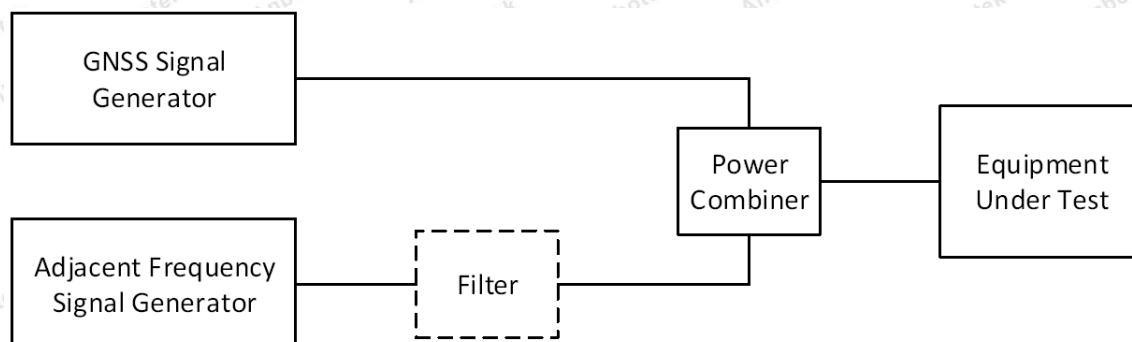 GNSS Signal
Generator
Power
Combiner
Equipment
Under Test
Adjacent Frequency
Signal Generator
Filter